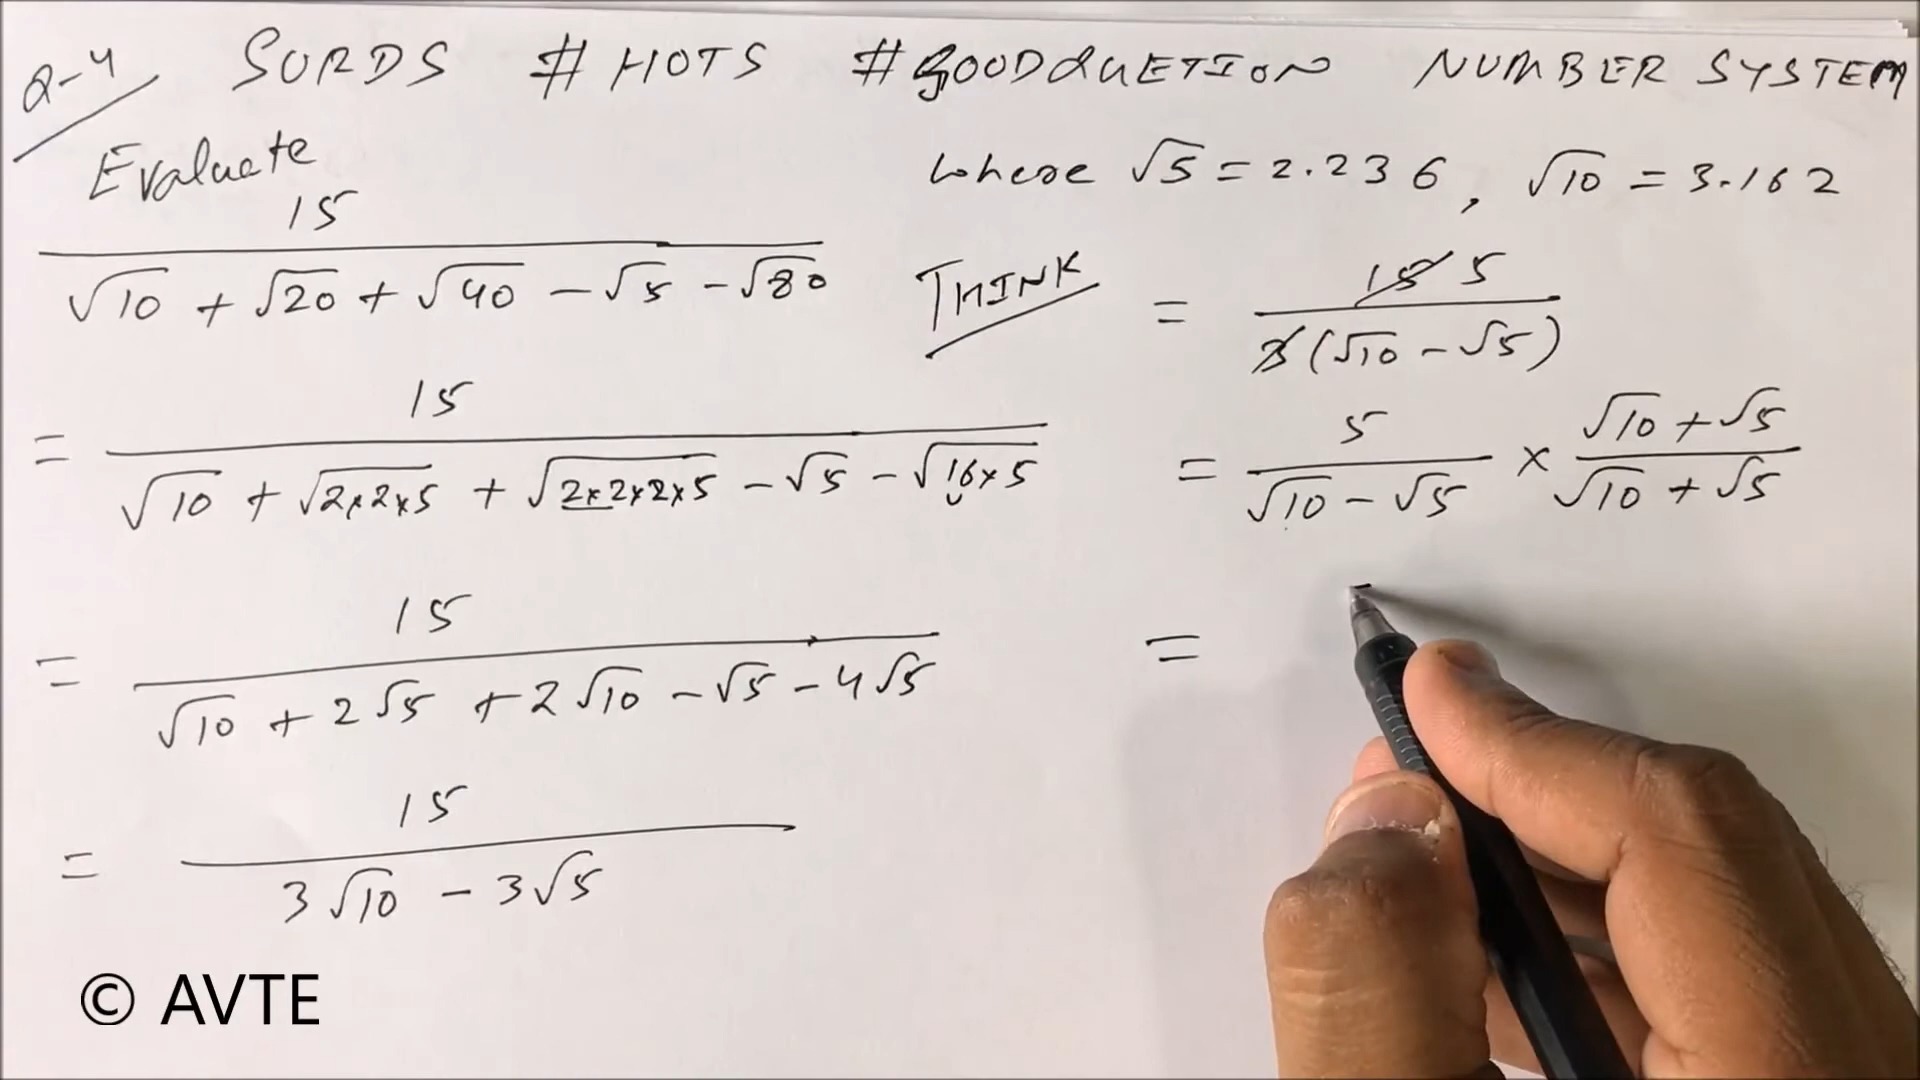 Q-4 SURDS #HOTS #GOODQUETION NUMBER SYSTEM
Evaluate
15
√10 + √20 + √40 - √5 - √80
where √5 = 2.236, √10 = 3.162
THINK
= 15
√10 + √2×2×5 + √2×2×2×5 - √5 - √16×5
= 15
√10 + 2√5 + 2√10 - √5 - 4√5
= 15
3√10 - 3√5
= 15 5
3(√10 - √5)
= 5 × √10 + √5
√10 - √5 √10 + √5
=
© AVTE